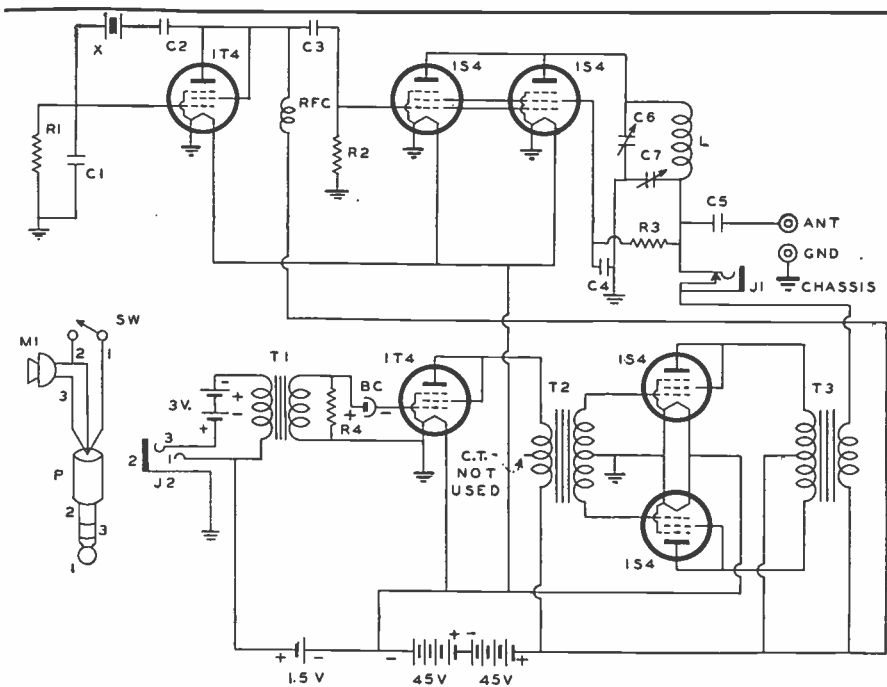 X
C2
1T4
C3
1S4
1S4
R1
C1
RFC
R2
C6
C7
L
C5
ANT
R3
GND
C4
J1
CHASSIS
SW
M1
2
1
3
P
2
3
1
3V.
-
+
-
+
T1
3
1
2
J2
R4
+
BC
-
1T4
C.T.-
NOT
USED
T2
1S4
1S4
T3
+
-
1.5V
-
+
-
+
45V
45V